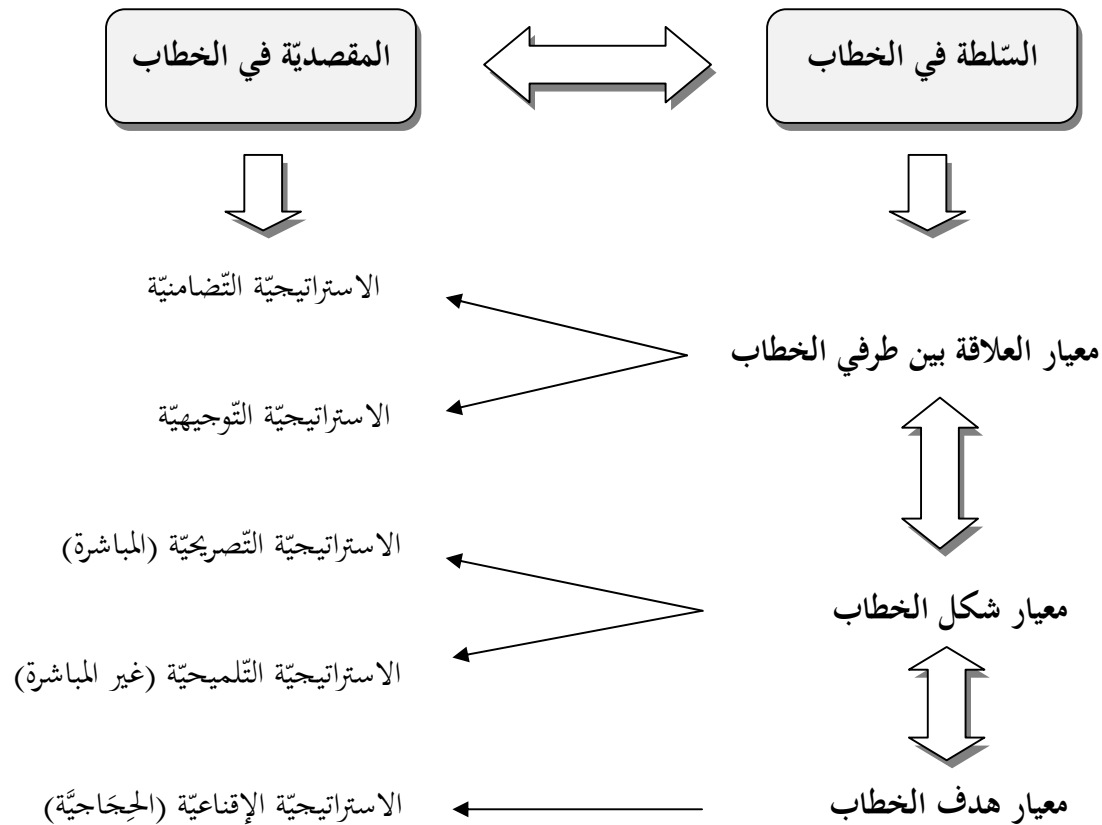 السّلطة في الخطاب
المقصديّة في الخطاب
الاستراتيجيّة التّضامنيّة
معيار العلاقة بين طرفي الخطاب
الاستراتيجيّة التّوجيهيّة
الاستراتيجيّة التّصريحيّة (المباشرة)
معيار شكل الخطاب
الاستراتيجيّة التّلميحيّة (غير المباشرة)
معيار هدف الخطاب
الاستراتيجيّة الإقناعيّة (الحِجَاجيَّة)